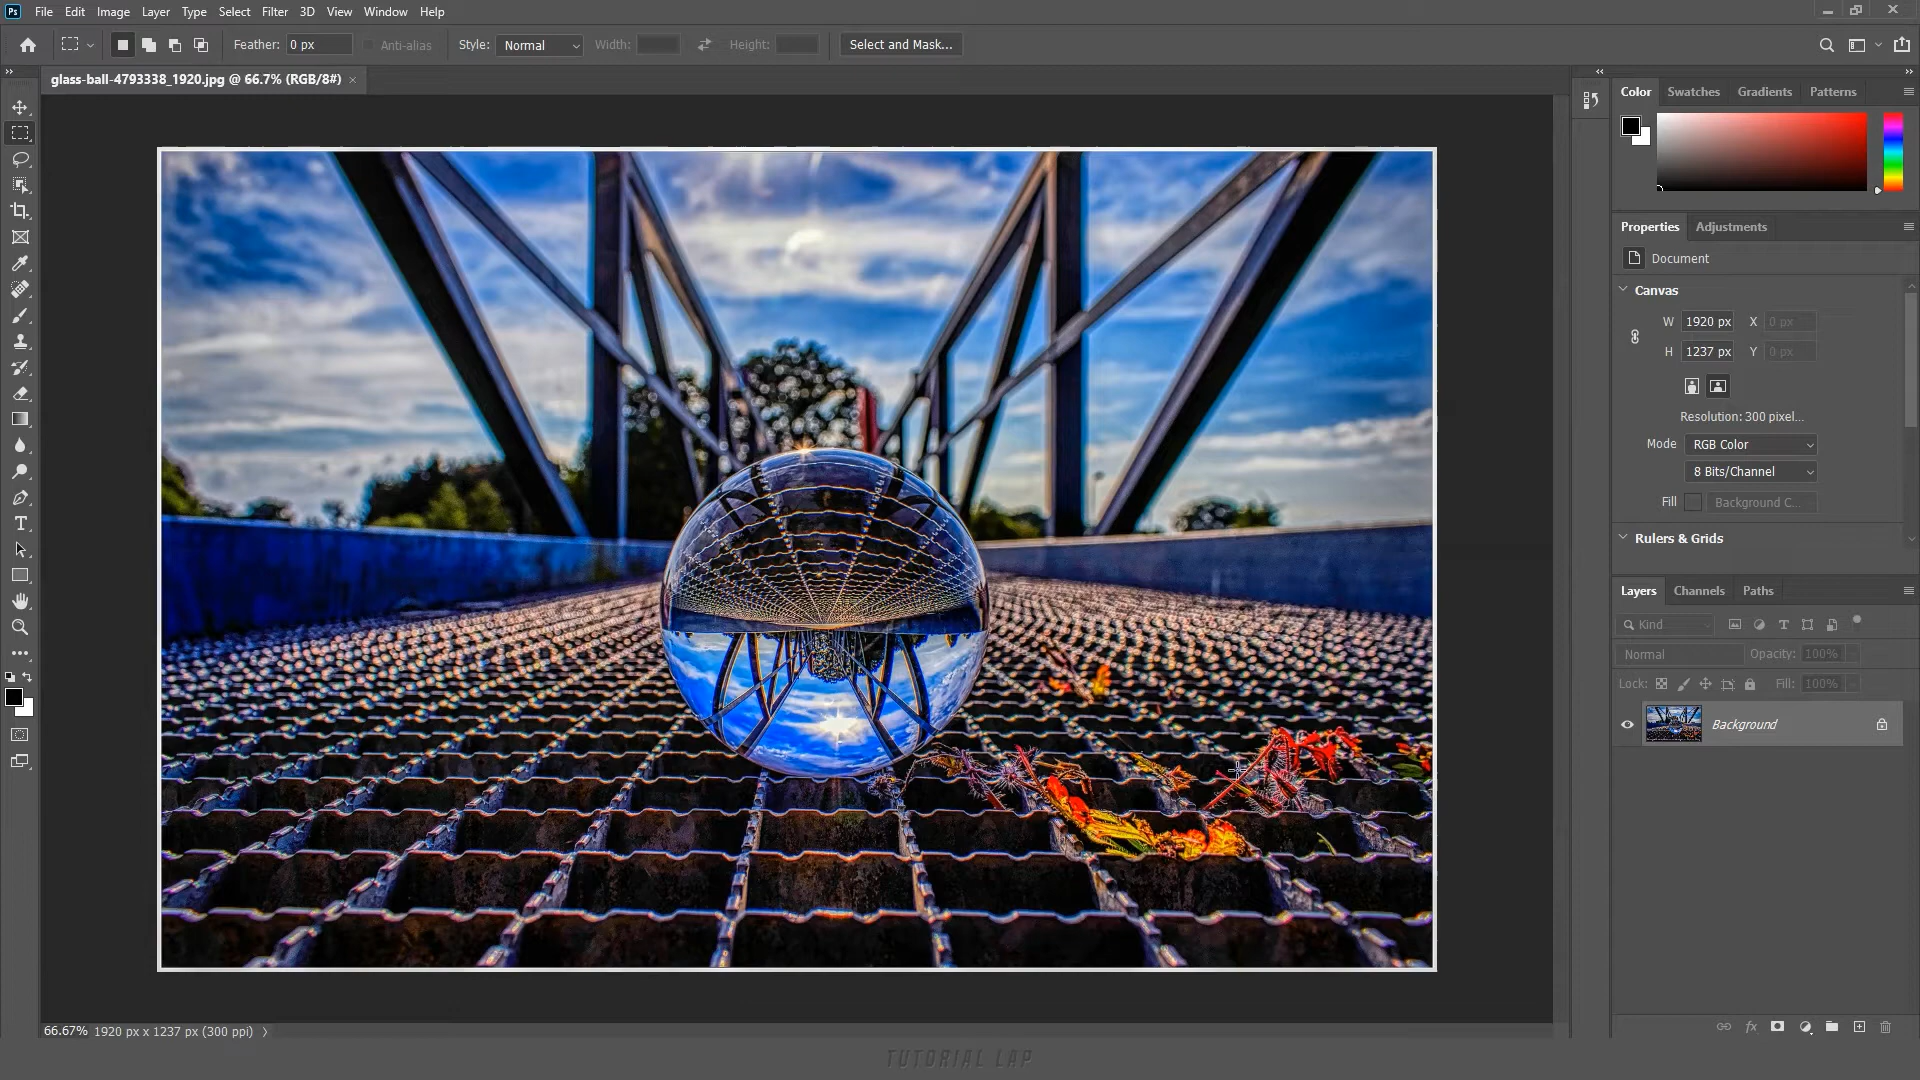 Ps File Edit Image Layer Type Select Filter 3D View Window Help
Feather: 0 px Anti-alias Style: Normal Width: Height: Select and Mask...
glass-ball-4793338_1920.jpg @ 66.7% (RGB/8#) ×
Color Swatches Gradients Patterns
Properties Adjustments
Document
Canvas
W 1920 px X 0 px
H 1237 px Y 0 px
Resolution: 300 pixel...
Mode RGB Color
8 Bits/Channel
Fill Background C...
Rulers & Grids
Layers Channels Paths
Kind
Normal Opacity: 100%
Lock: Fill: 100%
Background
66.67% 1920 px x 1237 px (300 ppi)
TUTORIAL LAP